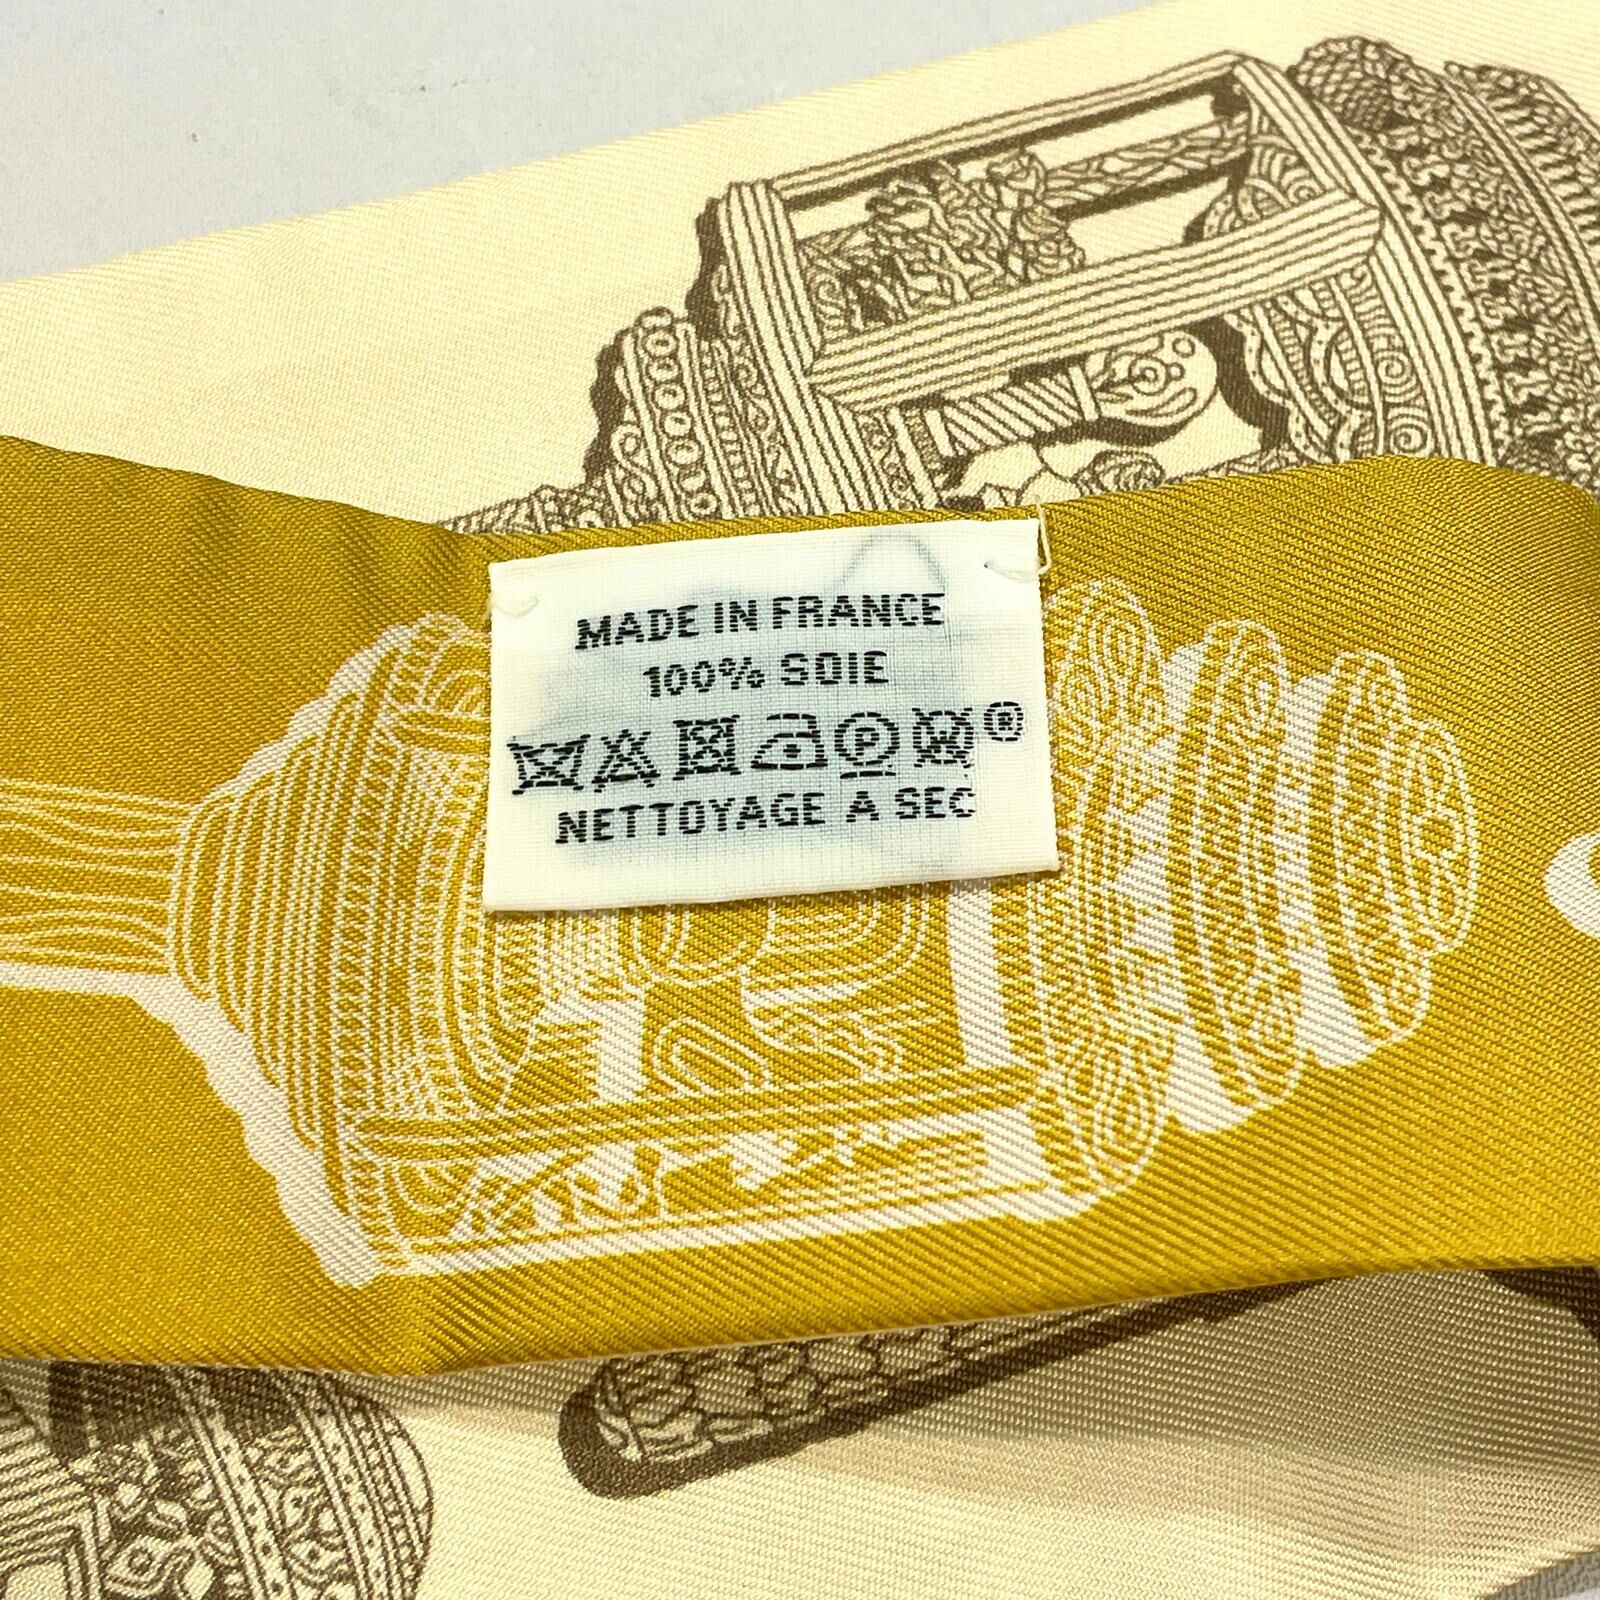 MADE IN FRANCE
100% SOIE
P W ®
NETTOYAGE A SEC